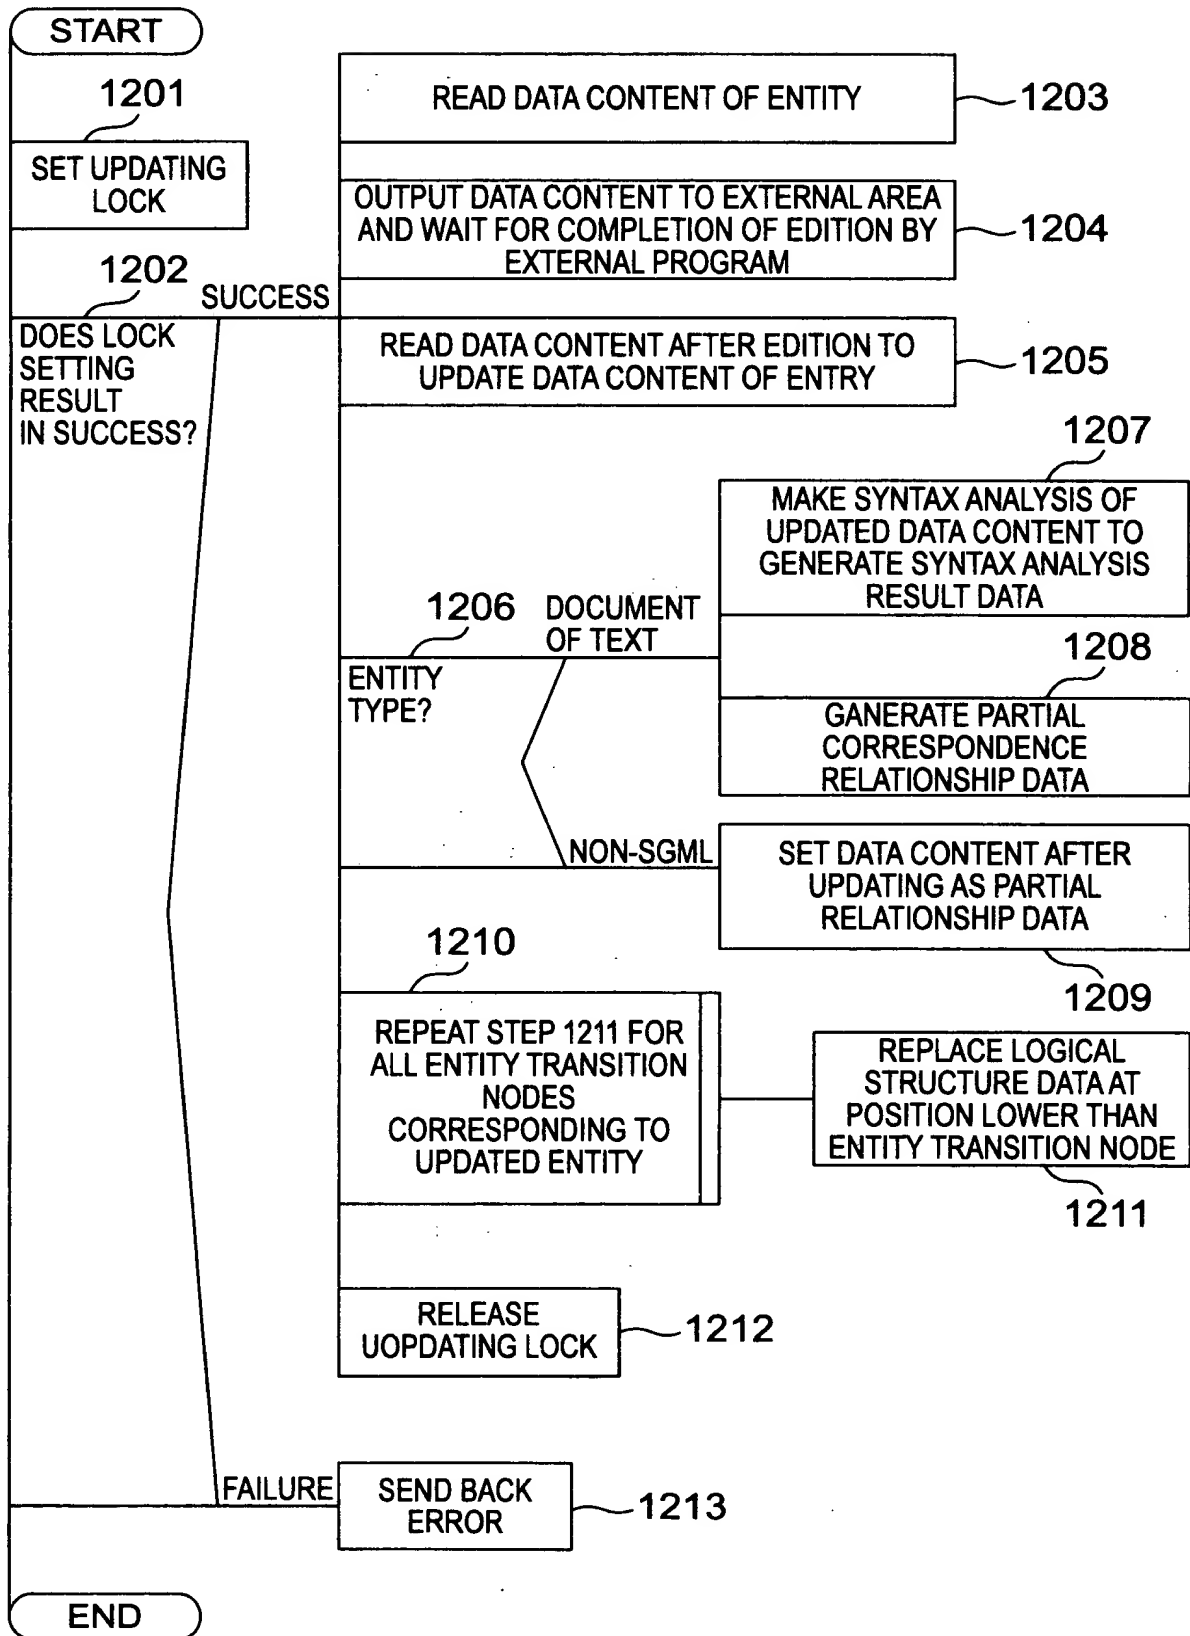 START
1201
SET UPDATING
LOCK
1202
SUCCESS
DOES LOCK
SETTING
RESULT
IN SUCCESS?
READ DATA CONTENT OF ENTITY
1203
OUTPUT DATA CONTENT TO EXTERNAL AREA
AND WAIT FOR COMPLETION OF EDITION BY
EXTERNAL PROGRAM
1204
READ DATA CONTENT AFTER EDITION TO
UPDATE DATA CONTENT OF ENTRY
1205
1206
ENTITY
TYPE?
DOCUMENT
OF TEXT
1207
MAKE SYNTAX ANALYSIS OF
UPDATED DATA CONTENT TO
GENERATE SYNTAX ANALYSIS
RESULT DATA
1208
GANERATE PARTIAL
CORRESPONDENCE
RELATIONSHIP DATA
NON-SGML
SET DATA CONTENT AFTER
UPDATING AS PARTIAL
RELATIONSHIP DATA
1209
1210
REPEAT STEP 1211 FOR
ALL ENTITY TRANSITION
NODES
CORRESPONDING TO
UPDATED ENTITY
REPLACE LOGICAL
STRUCTURE DATA AT
POSITION LOWER THAN
ENTITY TRANSITION NODE
1211
RELEASE
UOPDATING LOCK
1212
FAILURE
SEND BACK
ERROR
1213
END